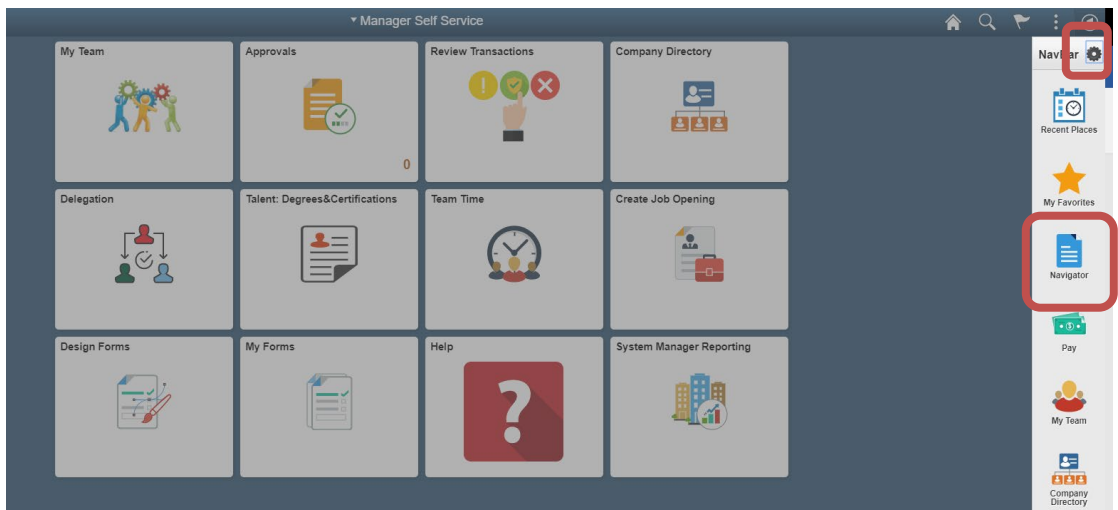 Manager Self Service
NavBar
My Team
Approvals
0
Review Transactions
Company Directory
Delegation
Talent: Degrees&Certifications
Team Time
Create Job Opening
Design Forms
My Forms
Help
?
System Manager Reporting
Recent Places
My Favorites
Navigator
Pay
My Team
Company
Directory